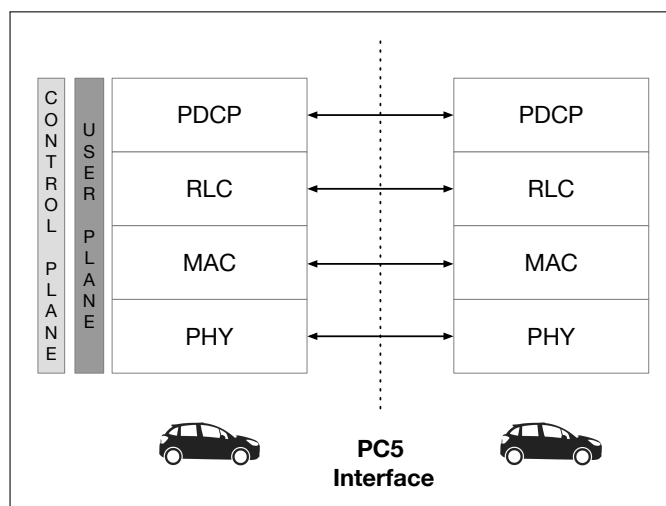 CONTROL PLANE
USER PLANE
PDCP
PDCP
RLC
RLC
MAC
MAC
PHY
PHY
PC5
Interface